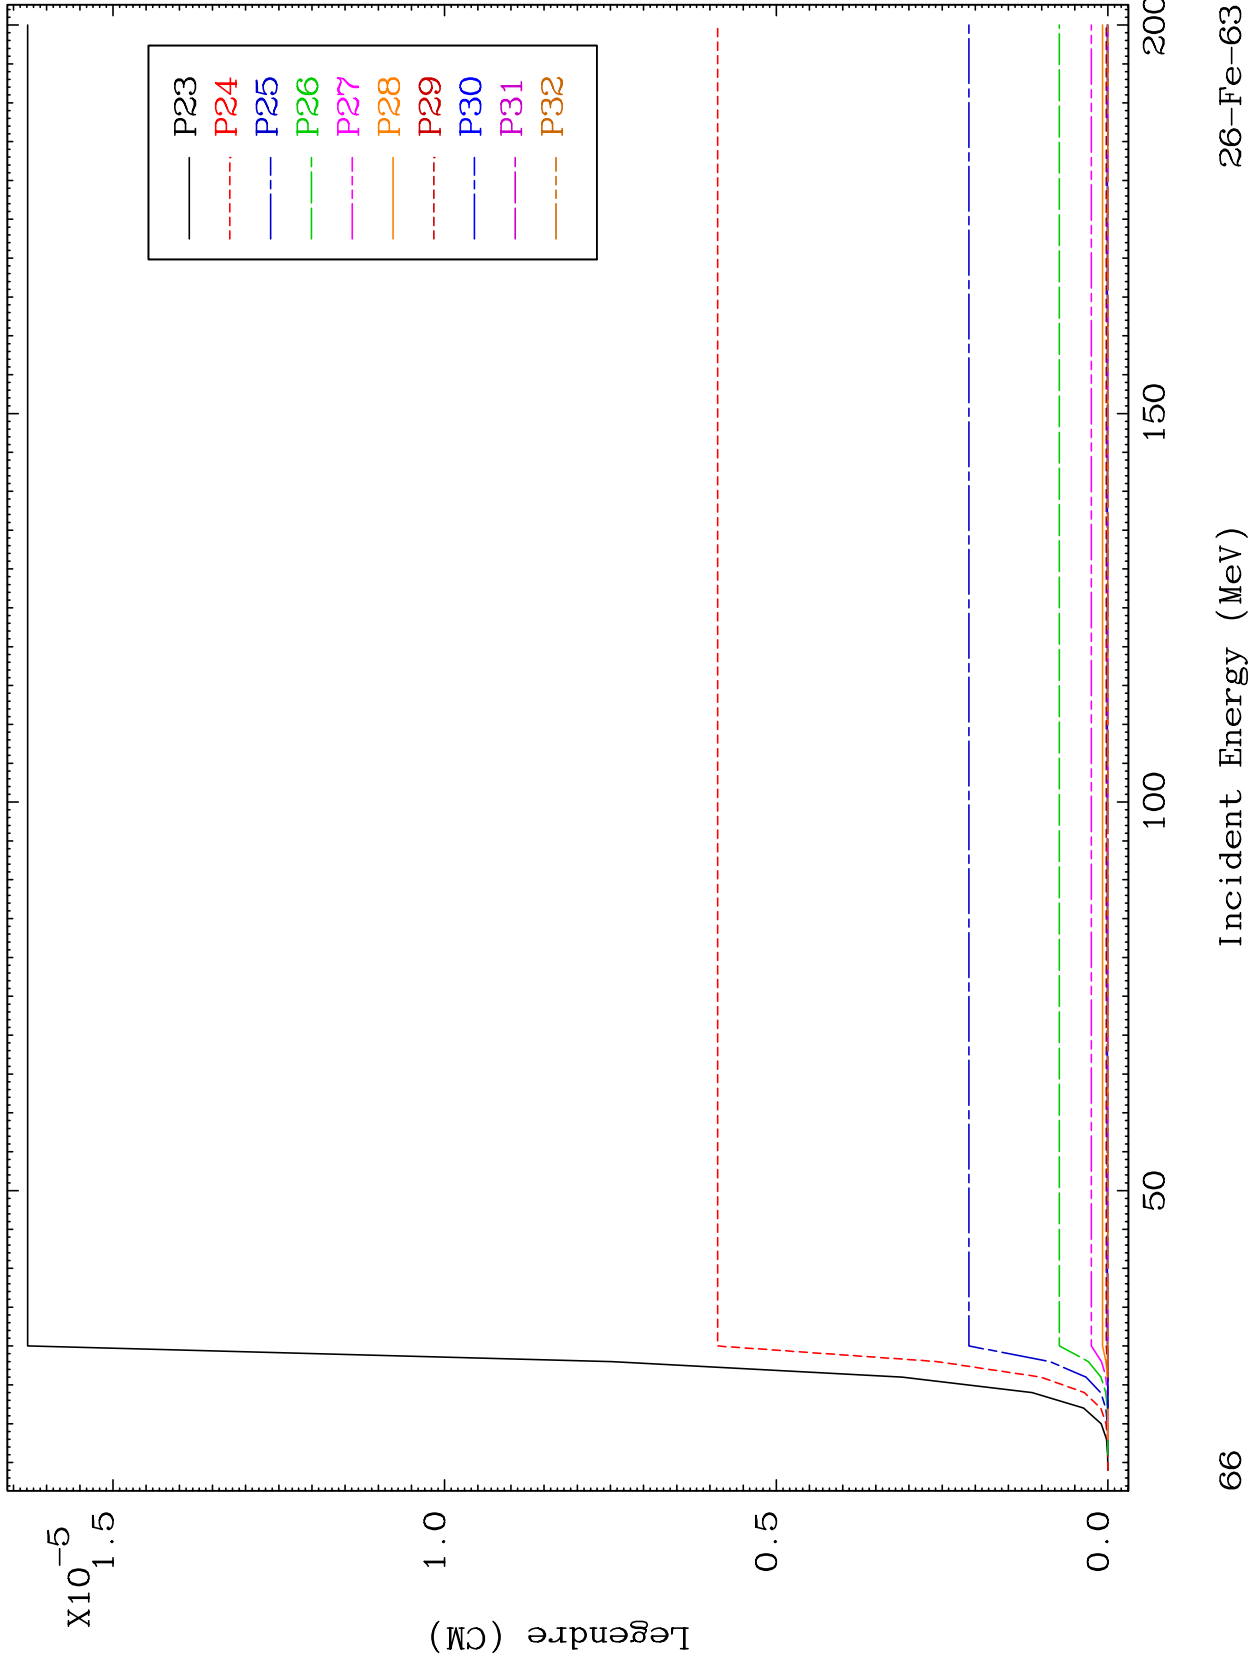 X10-5
1.5
1.0
0.5
0.0
Legendre (CM)
P23
P24
P25
P26
P27
P28
P29
P30
P31
P32
50
100
150
200
Incident Energy (MeV)
66
26-Fe-63